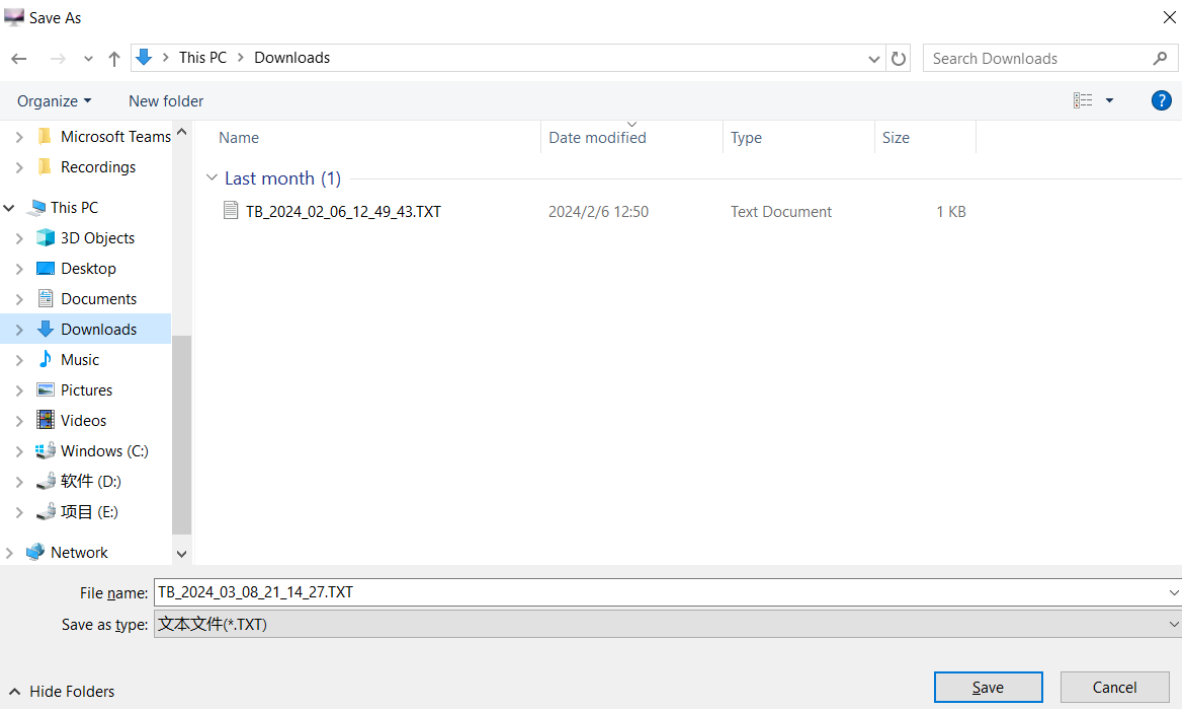 Save As
This PC > Downloads
Search Downloads
Organize
New folder
?
Microsoft Teams
Recordings
This PC
3D Objects
Desktop
Documents
Downloads
Music
Pictures
Videos
Windows (C:)
软件 (D:)
项目 (E:)
Network
Name Date modified Type Size
Last month (1)
TB_2024_02_06_12_49_43.TXT 2024/2/6 12:50 Text Document 1 KB
File name: TB_2024_03_08_21_14_27.TXT
Save as type: 文本文件(*.TXT)
Hide Folders
Save Cancel